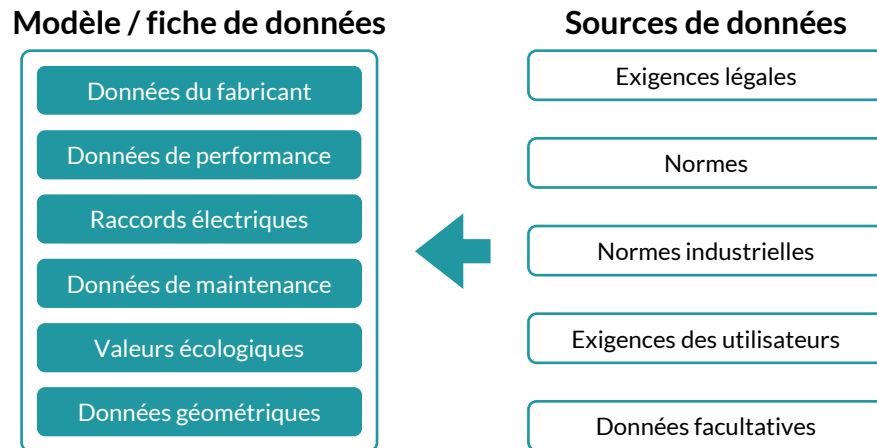 Modèle / fiche de données
Données du fabricant
Données de performance
Raccords électriques
Données de maintenance
Valeurs écologiques
Données géométriques
Sources de données
Exigences légales
Normes
Normes industrielles
Exigences des utilisateurs
Données facultatives